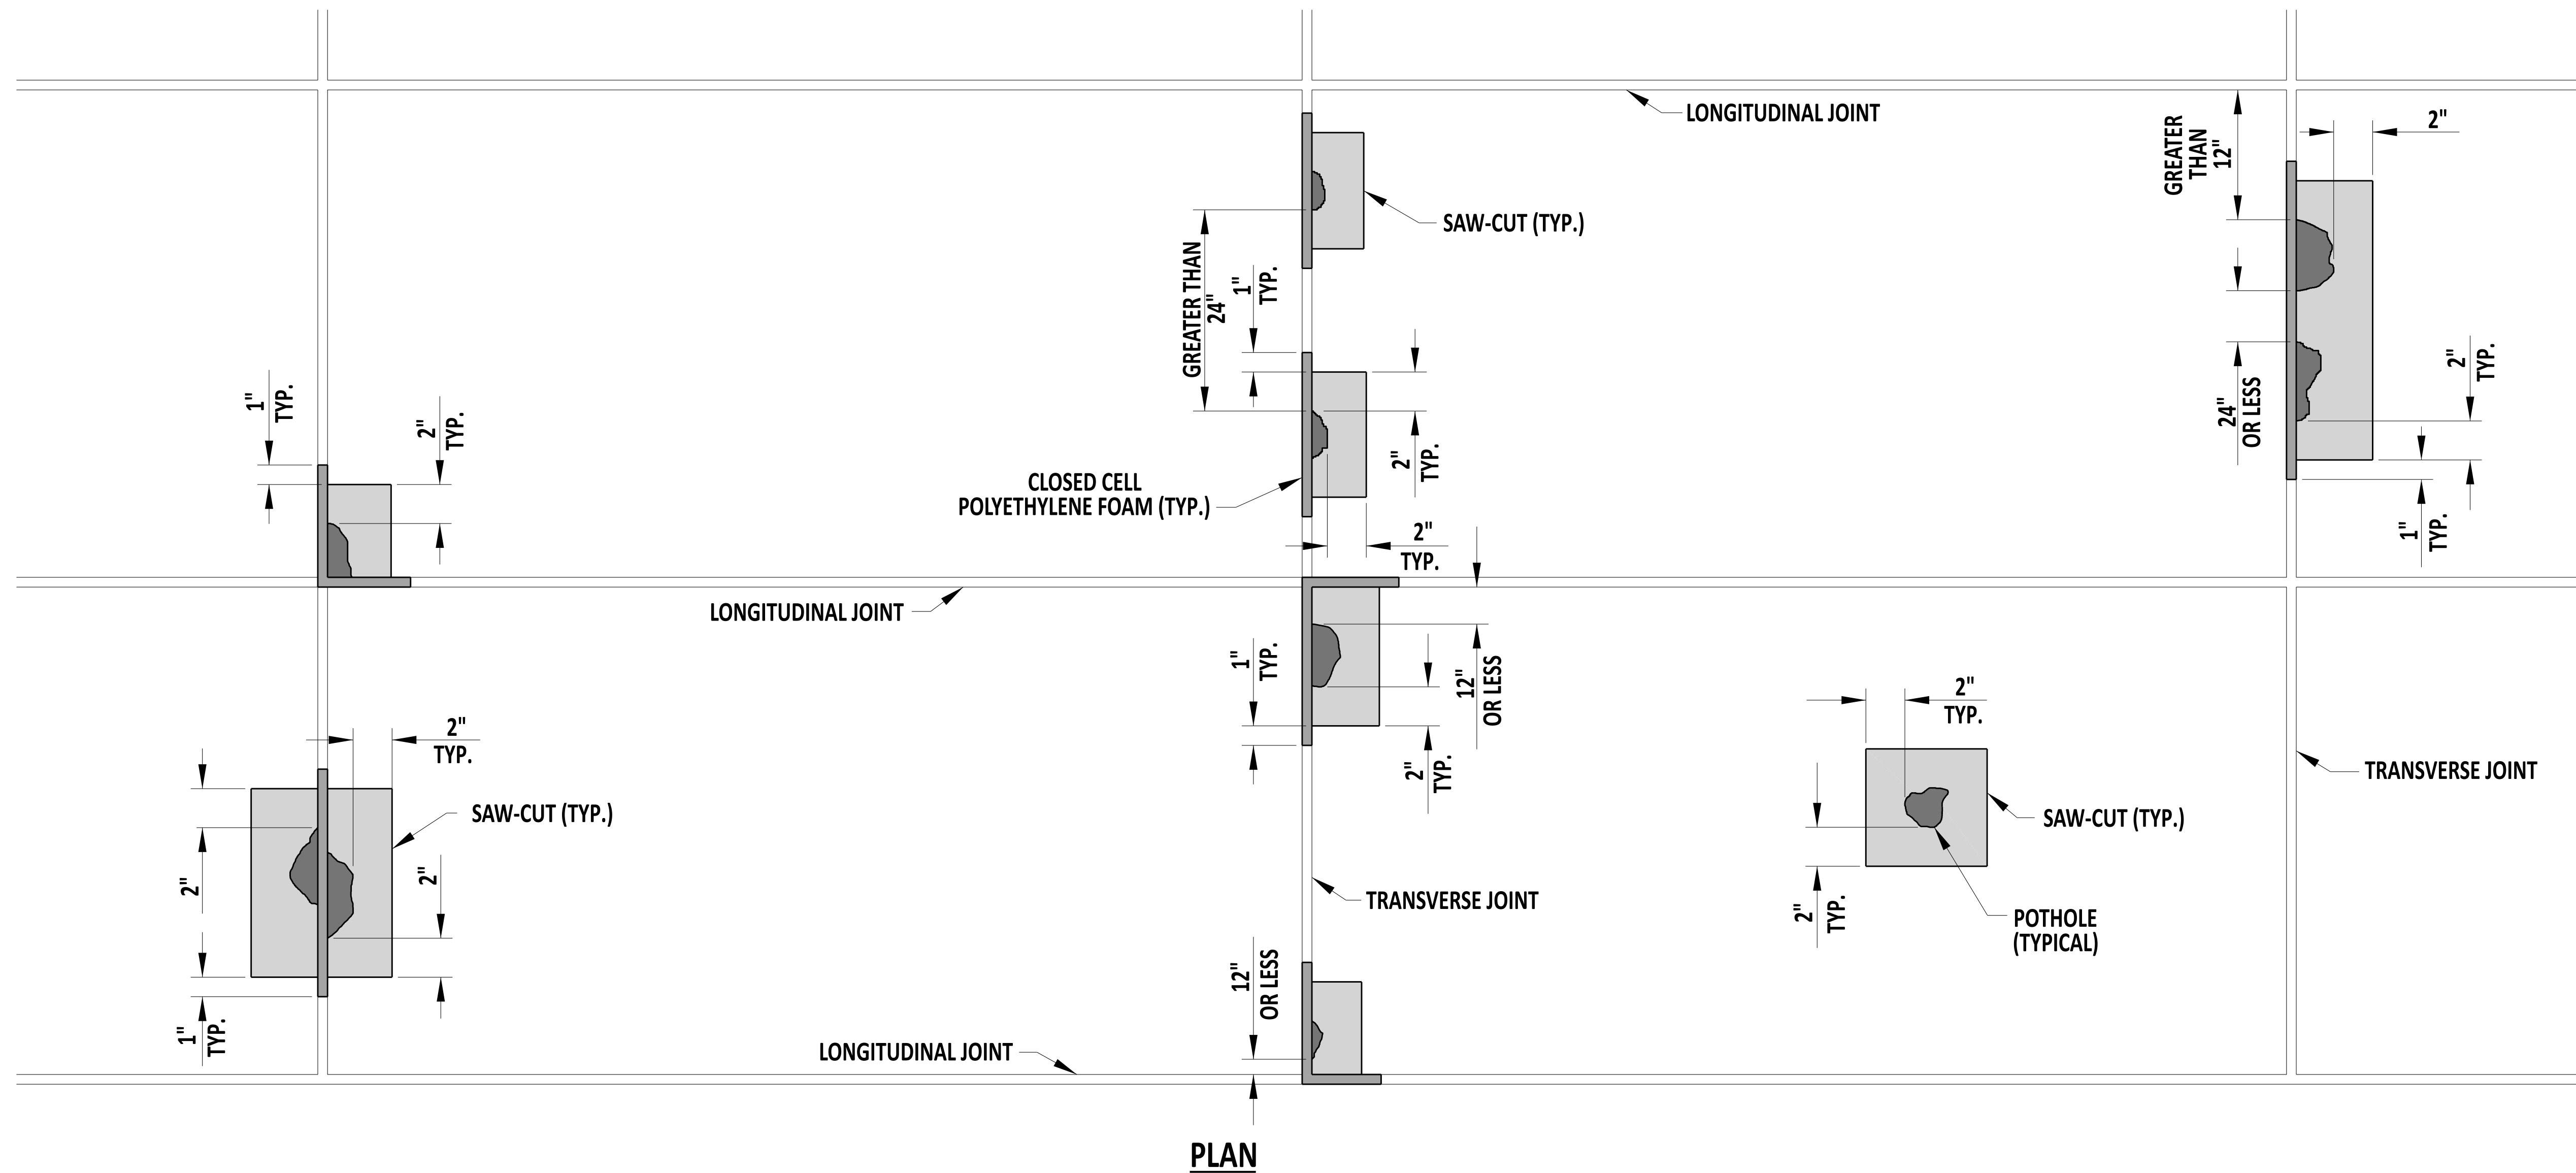 LONGITUDINAL JOINT
GREATER
THAN
12"
2"
SAW-CUT (TYP.)
GREATER THAN
24"
1"
TYP.
2"
TYP.
24"
OR LESS
1"
TYP.
2"
TYP.
2"
TYP.
CLOSED CELL
POLYETHYLENE FOAM (TYP.)
2"
TYP.
1"
TYP.
LONGITUDINAL JOINT
1"
TYP.
12"
OR LESS
2"
TYP.
2"
TYP.
2"
TYP.
SAW-CUT (TYP.)
TRANSVERSE JOINT
SAW-CUT (TYP.)
2"
2"
TRANSVERSE JOINT
2"
TYP.
POTHOLE
(TYPICAL)
12"
OR LESS
1"
TYP.
LONGITUDINAL JOINT
PLAN